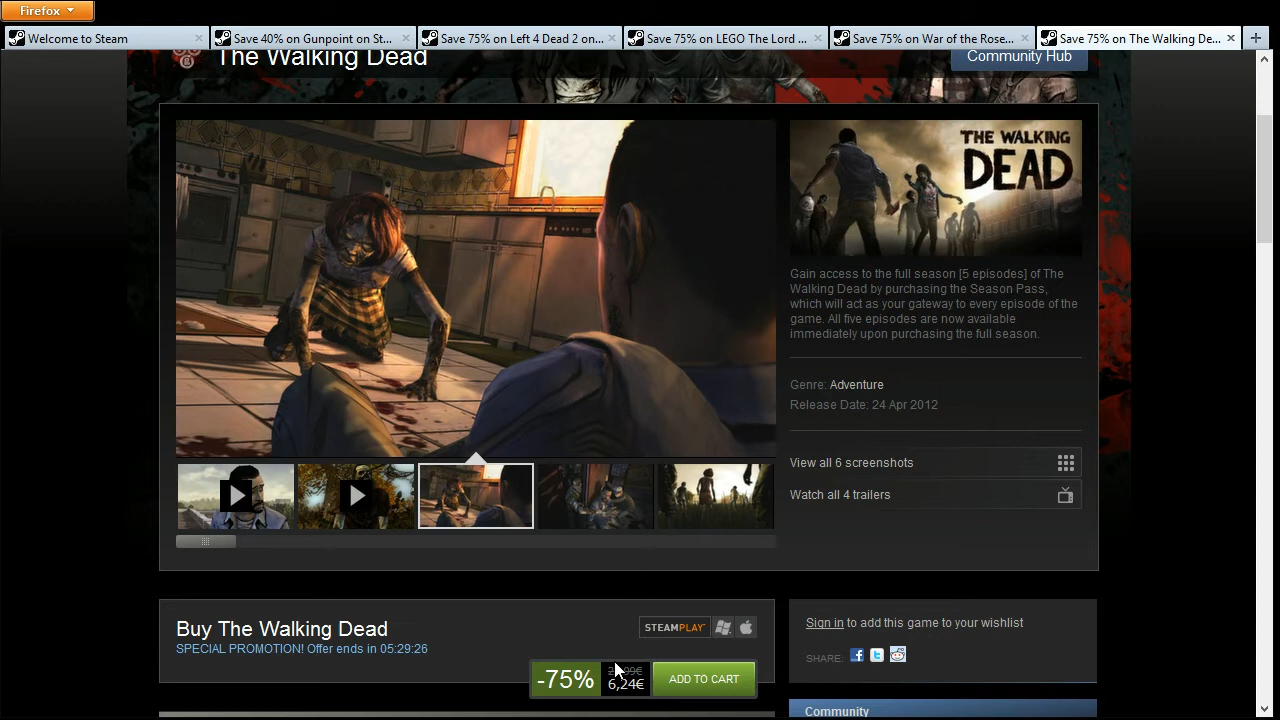 Firefox
Welcome to Steam
Save 40% on Gunpoint on St...
Save 75% on Left 4 Dead 2 on...
Save 75% on LEGO The Lord ...
Save 75% on War of the Rose...
Save 75% on The Walking De...
The Walking Dead
Community Hub
THE WALKING
DEAD
Gain access to the full season [5 episodes] of The
Walking Dead by purchasing the Season Pass,
which will act as your gateway to every episode of the
game. All five episodes are now available
immediately upon purchasing the full season.
Genre: Adventure
Release Date: 24 Apr 2012
View all 6 screenshots
Watch all 4 trailers
Buy The Walking Dead
SPECIAL PROMOTION! Offer ends in 05:29:26
STEAMPLAY
-75%
6,24€
ADD TO CART
Sign in to add this game to your wishlist
SHARE:
Community